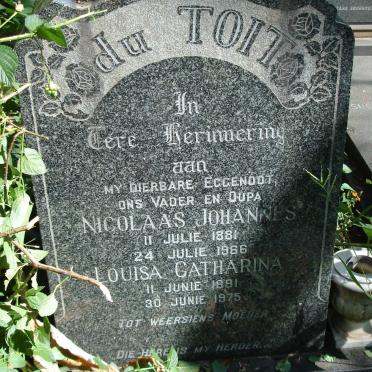 du TOIT
In
Tere Herinnering
aan
MY DIERBARE EGGENOOT,
ONS VADER EN OUPA
NICOLAAS JOHANNES
11 JULIE 1881
24 JULIE 1966
LOUISA CATHARINA
11 JUNIE 1891
30 JUNIE 1975
TOT WEERSIENS MOEDER
DIE HERE IS MY HERDER